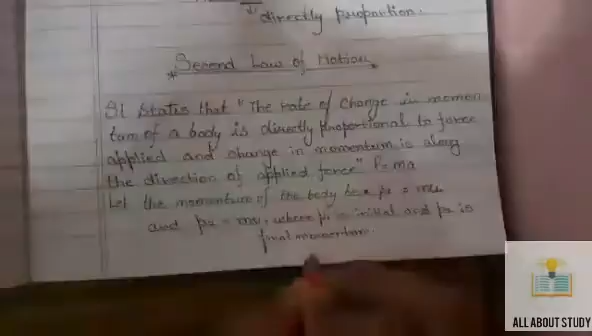 directly proportion.
Second Law of Motion
It states that "The rate of change in momen
tum of a body is directly proportional to force
applied and change in momentum is along
the direction of applied force" F = ma
Let the momentum of the body be p₁ = mu
and p₂ = mv, where p₁ = initial and p₂ is
final momentum.
ALL ABOUT STUDY